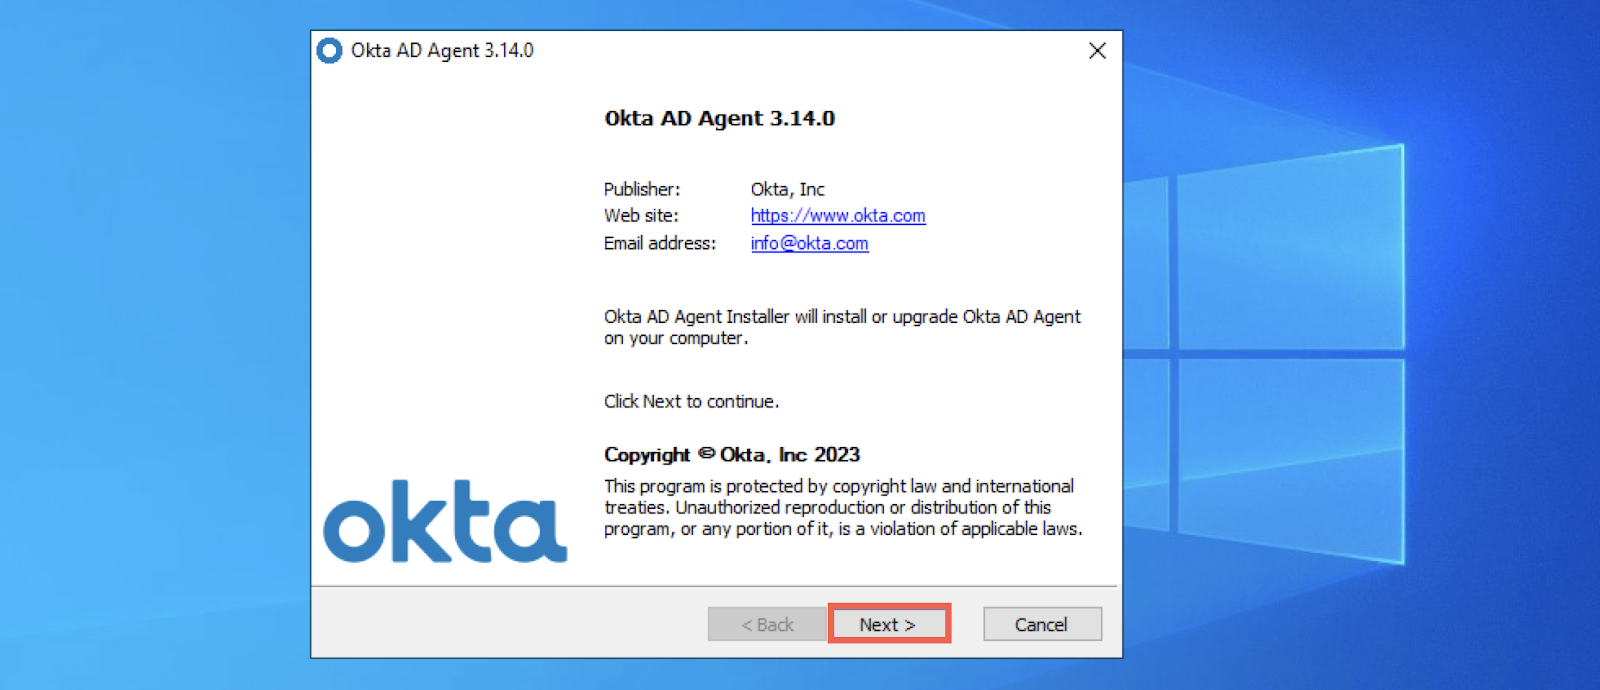 Okta AD Agent 3.14.0
Okta AD Agent 3.14.0
Publisher: Okta, Inc
Web site: https://www.okta.com
Email address: info@okta.com
Okta AD Agent Installer will install or upgrade Okta AD Agent
on your computer.
Click Next to continue.
Copyright © Okta, Inc 2023
This program is protected by copyright law and international
treaties. Unauthorized reproduction or distribution of this
program, or any portion of it, is a violation of applicable laws.
okta
< Back Next > Cancel